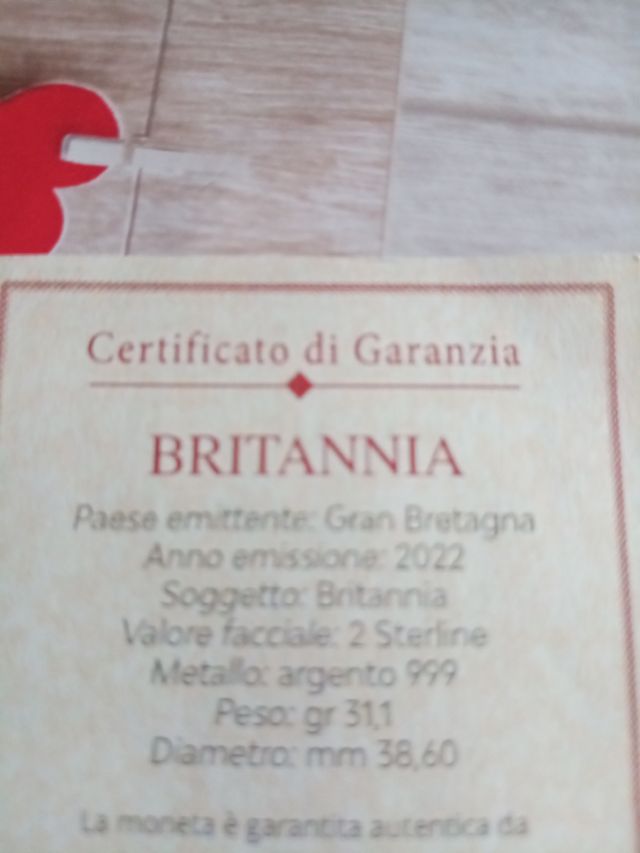 Certificato di Garanzia
BRITANNIA
Paese emittente: Gran Bretagna
Anno emissione: 2022
Soggetto: Britannia
Valore facciale: 2 Sterline
Metallo: argento 999
Peso: gr 31,1
Diametro: mm 38,60
La moneta è garantita autentica da